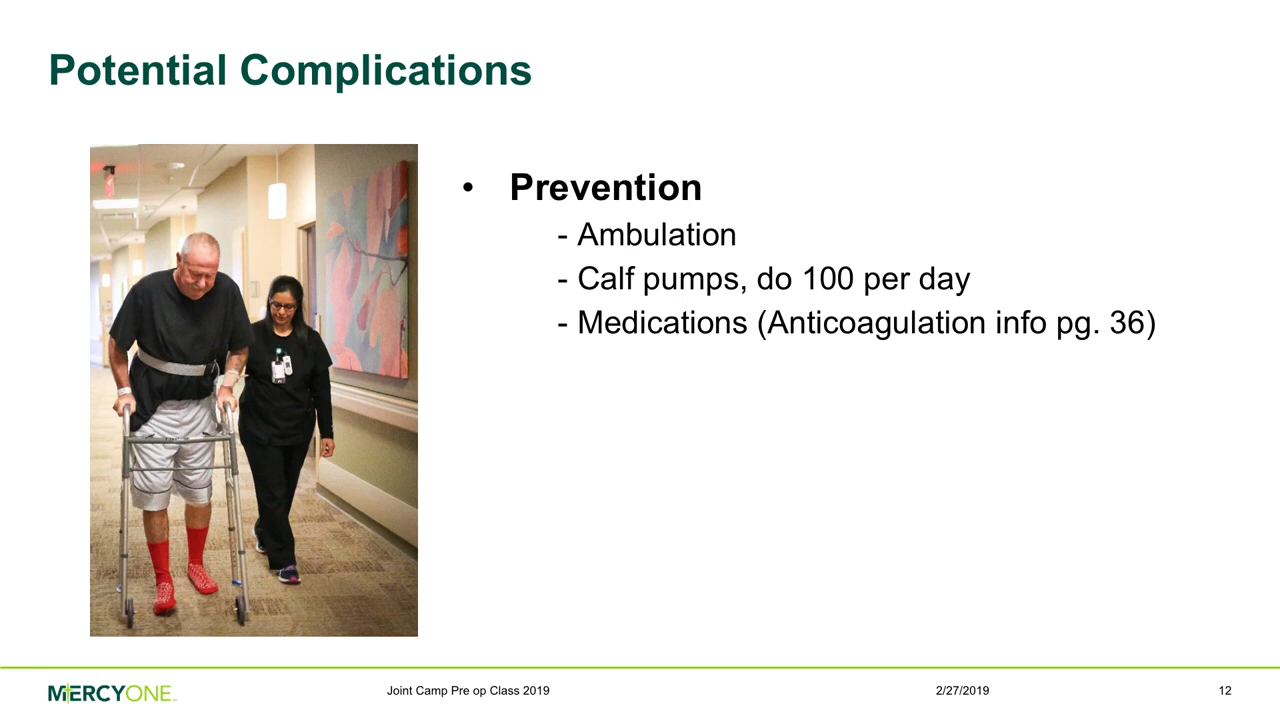 Potential Complications
• Prevention
- Ambulation
- Calf pumps, do 100 per day
- Medications (Anticoagulation info pg. 36)
MERCYONE
Joint Camp Pre op Class 2019
2/27/2019
12